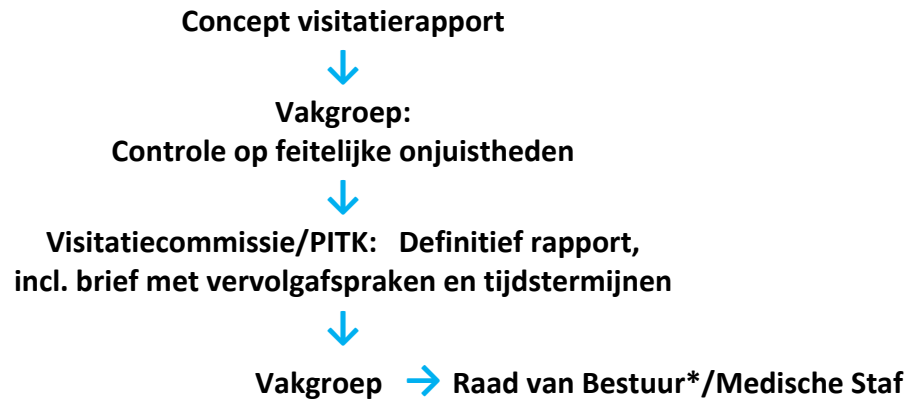 Concept visitatierapport
Vakgroep:
Controle op feitelijke onjuistheden
Visitatiecommissie/PITK: Definitief rapport,
incl. brief met vervolgafspraken en tijdstermijnen
Vakgroep → Raad van Bestuur*/Medische Staf